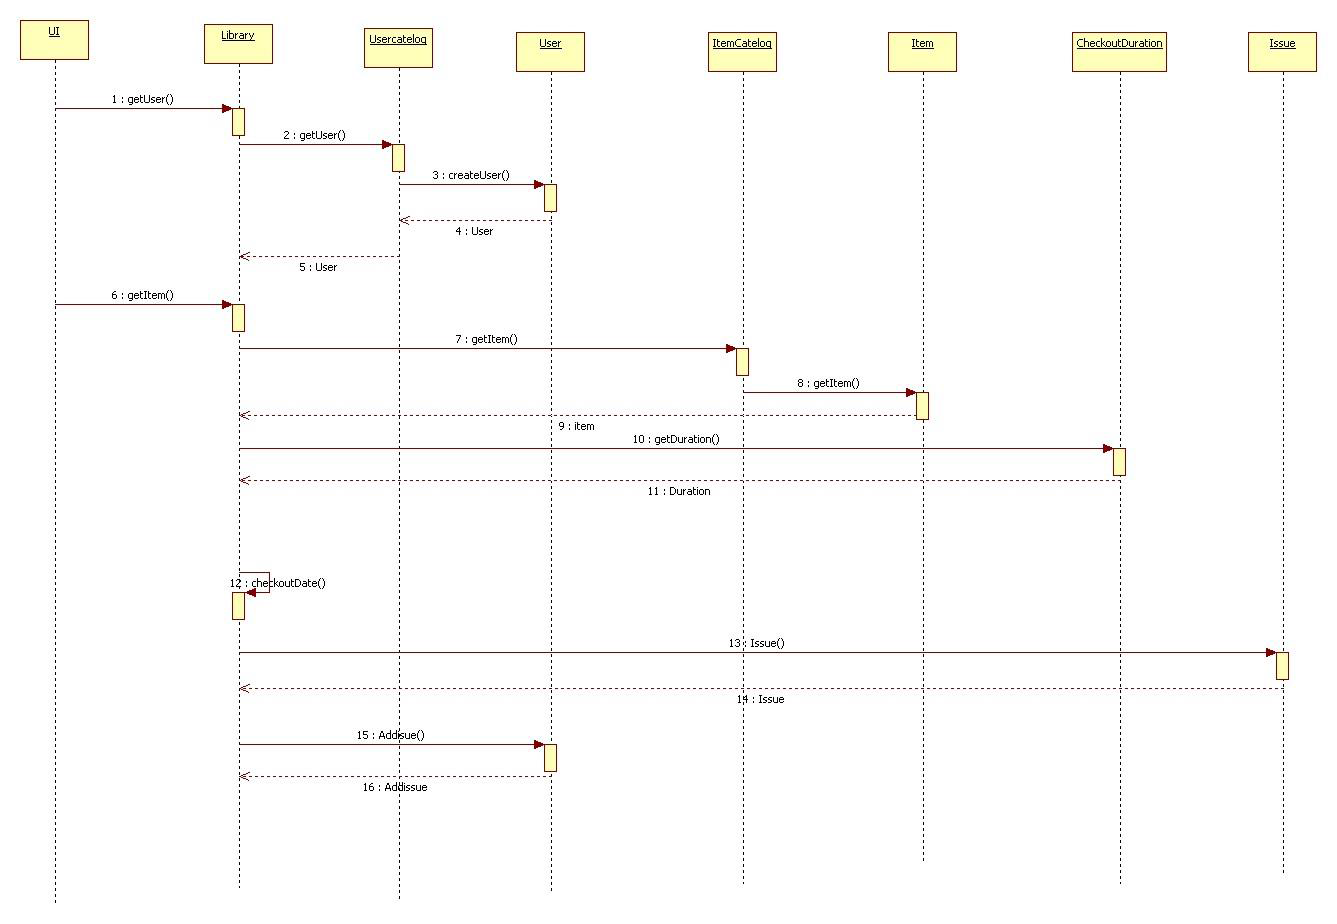 UI
Library
Usercatelog
User
ItemCatelog
Item
CheckoutDuration
Issue
1 : getUser()
2 : getUser()
3 : createUser()
4 : User
5 : User
6 : getItem()
7 : getItem()
8 : getItem()
9 : item
10 : getDuration()
11 : Duration
12 : checkoutDate()
13 : Issue()
14 : Issue
15 : Addisue()
16 : Addissue